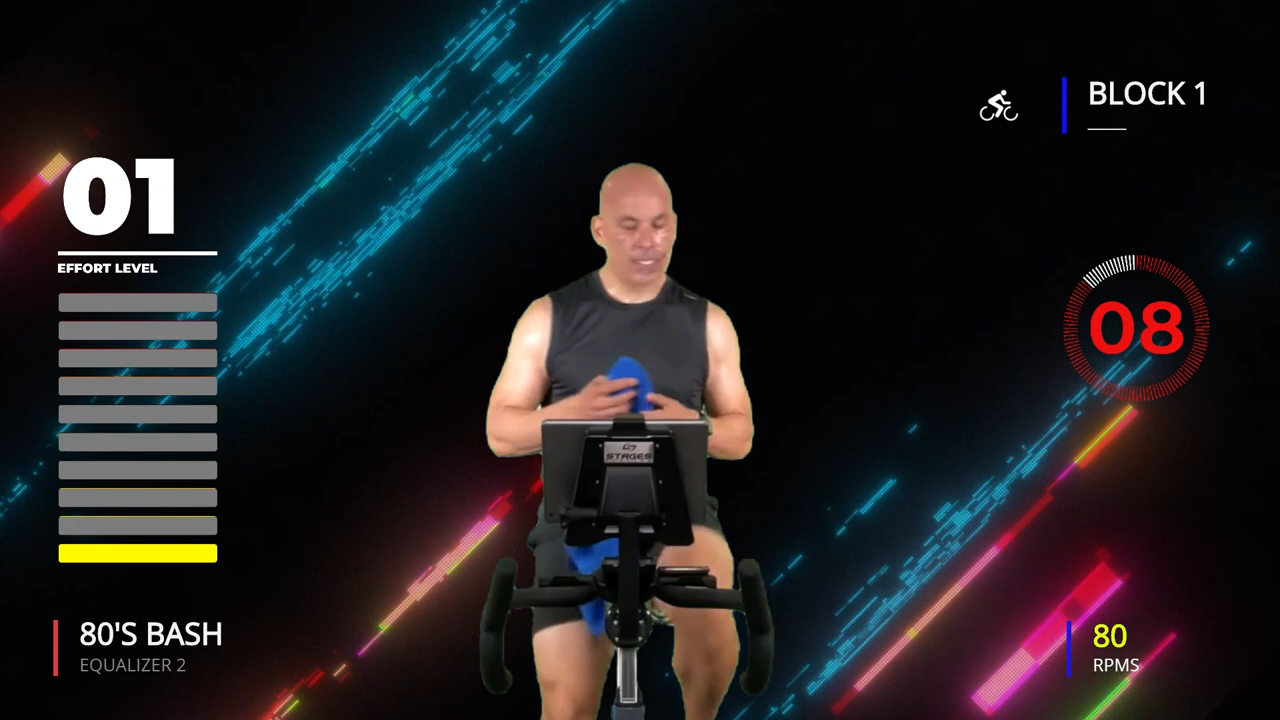 BLOCK 1
01
EFFORT LEVEL
08
STAGES
80'S BASH
EQUALIZER 2
80
RPMS